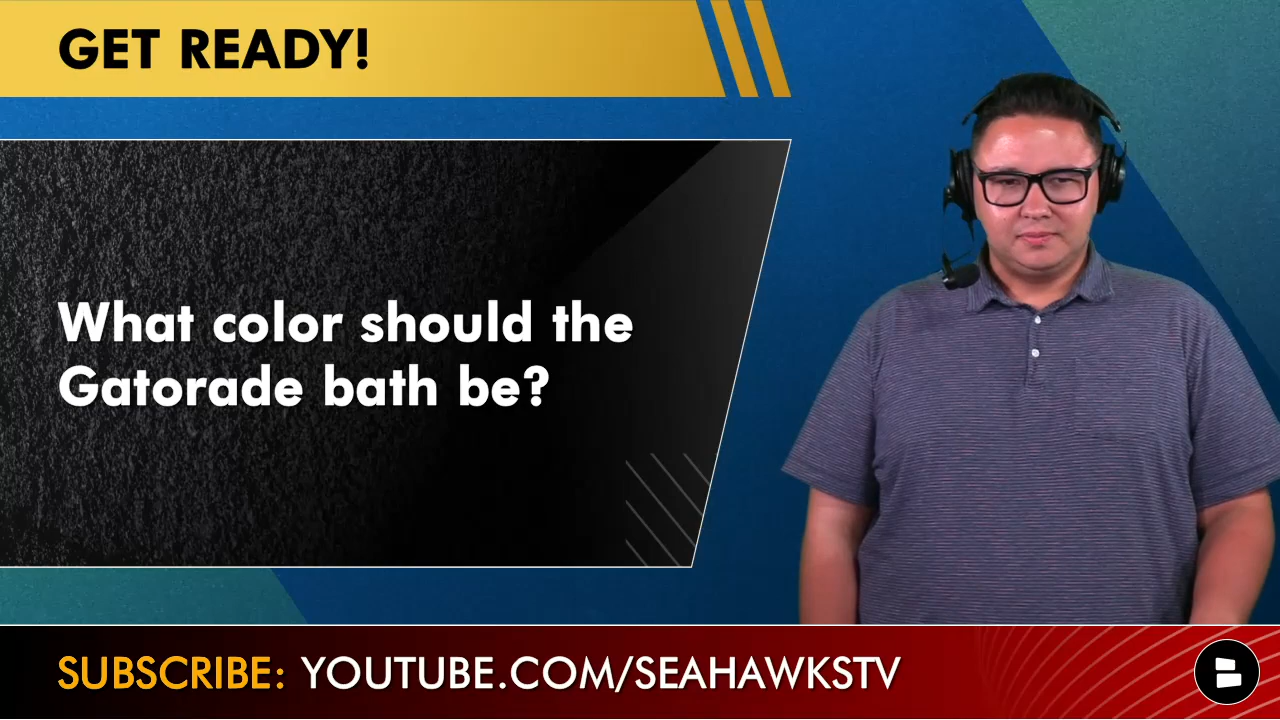 GET READY!
What color should the
Gatorade bath be?
SUBSCRIBE: YOUTUBE.COM/SEAHAWKSTV